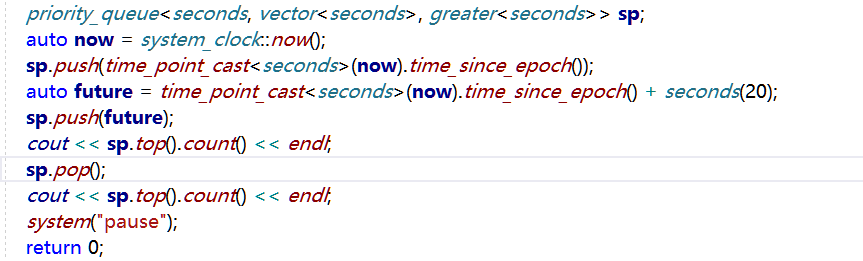 priority_queue<seconds, vector<seconds>, greater<seconds>> sp;
auto now = system_clock::now();
sp.push(time_point_cast<seconds>(now).time_since_epoch());
auto future = time_point_cast<seconds>(now).time_since_epoch() + seconds(20);
sp.push(future);
cout << sp.top().count() << endl;
sp.pop();
cout << sp.top().count() << endl;
system("pause");
return 0;